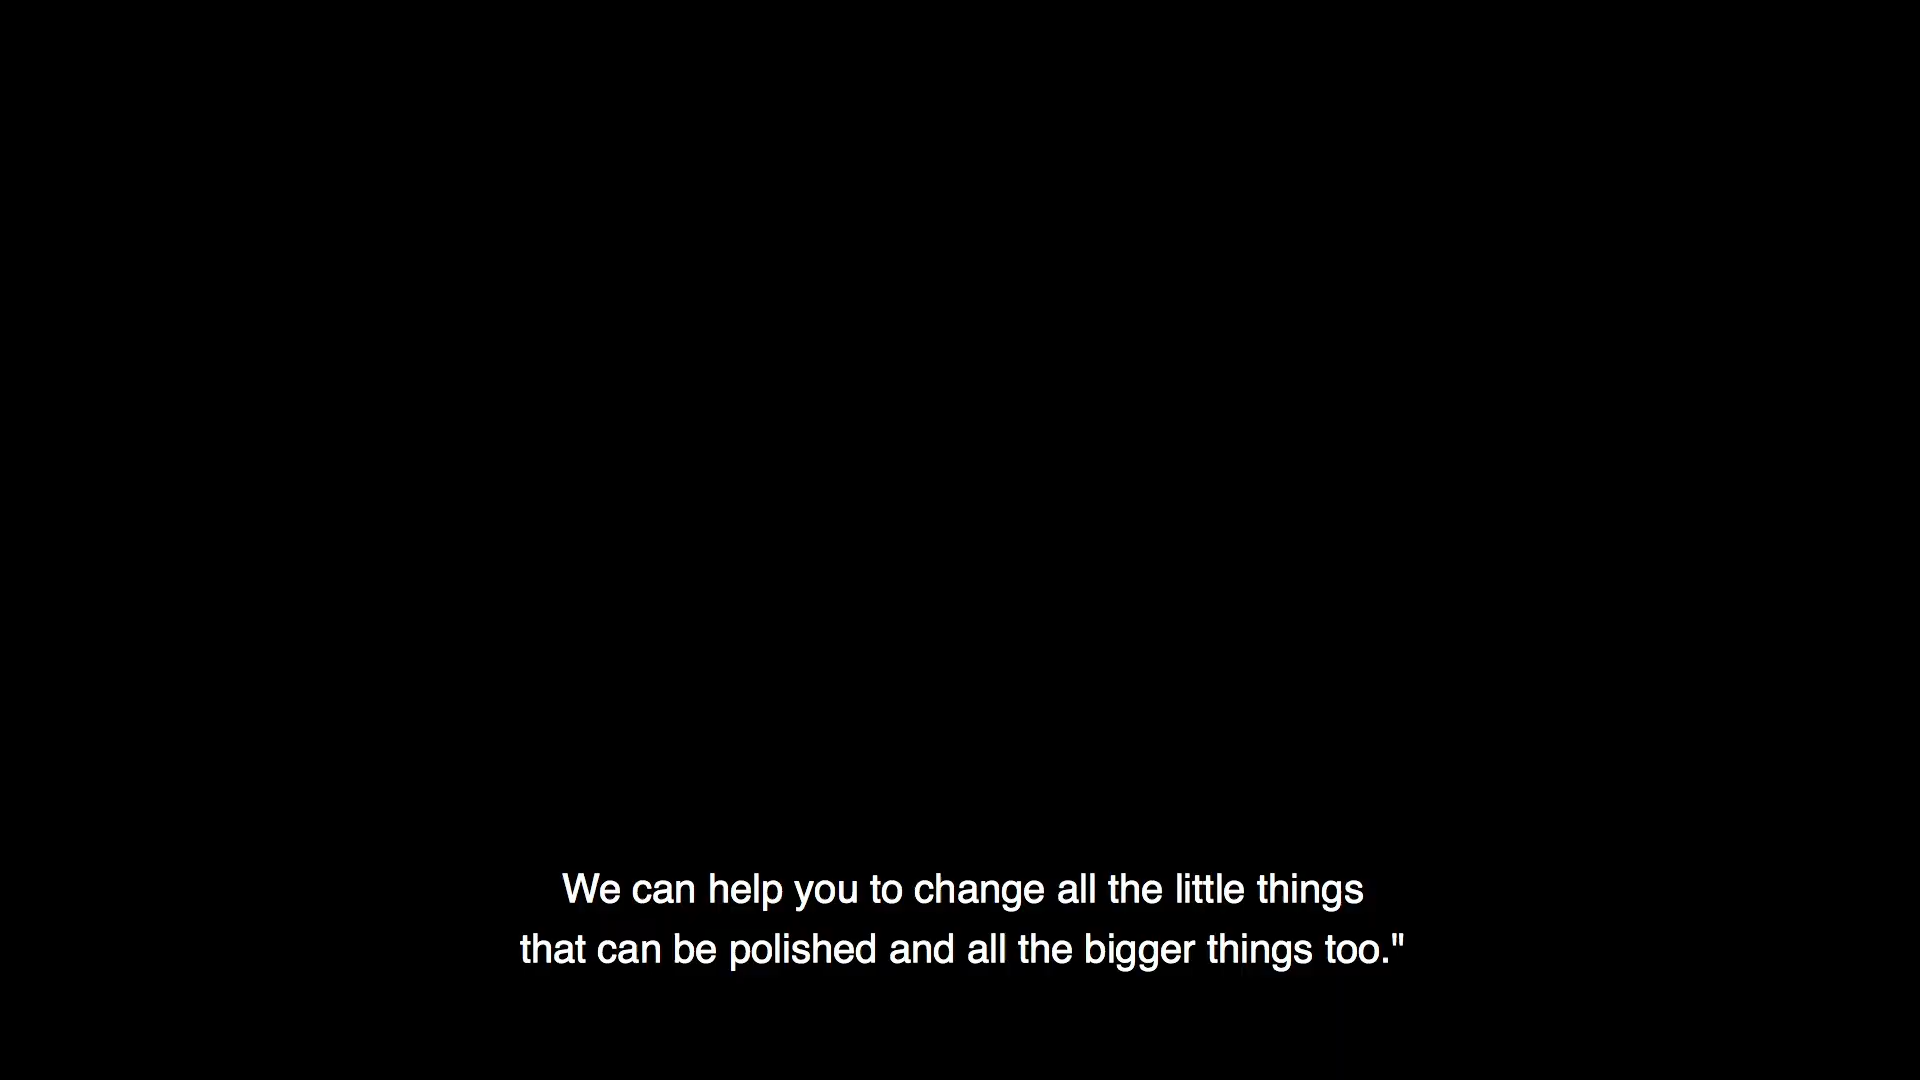 We can help you to change all the little things
that can be polished and all the bigger things too."